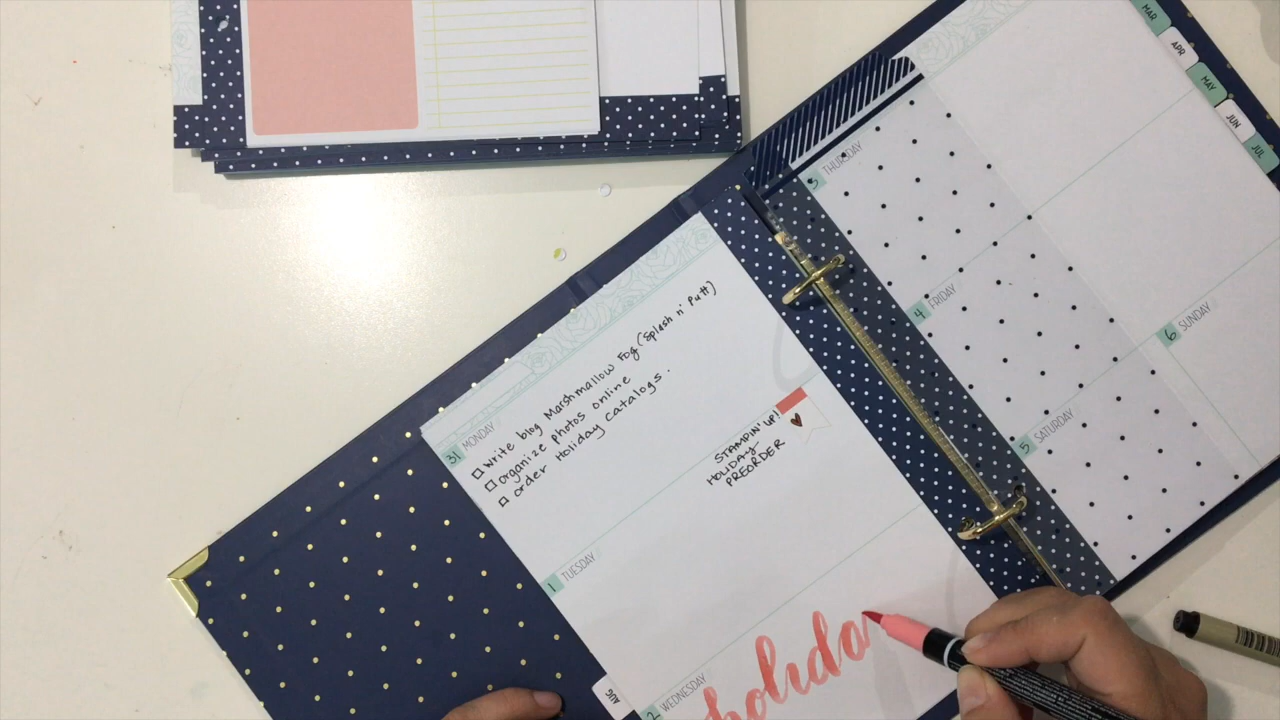 31 MONDAY
□ Write blog Marshmallow Fog (Splash n' Putt)
□ Organize photos online
□ Order Holiday catalogs.
STAMPIN' UP!
HOLIDAY
PREORDER
1 TUESDAY
2 WEDNESDAY
holida
AUG
3 THURSDAY
4 FRIDAY
5 SATURDAY
6 SUNDAY
MAR
APR
MAY
JUN
JUL